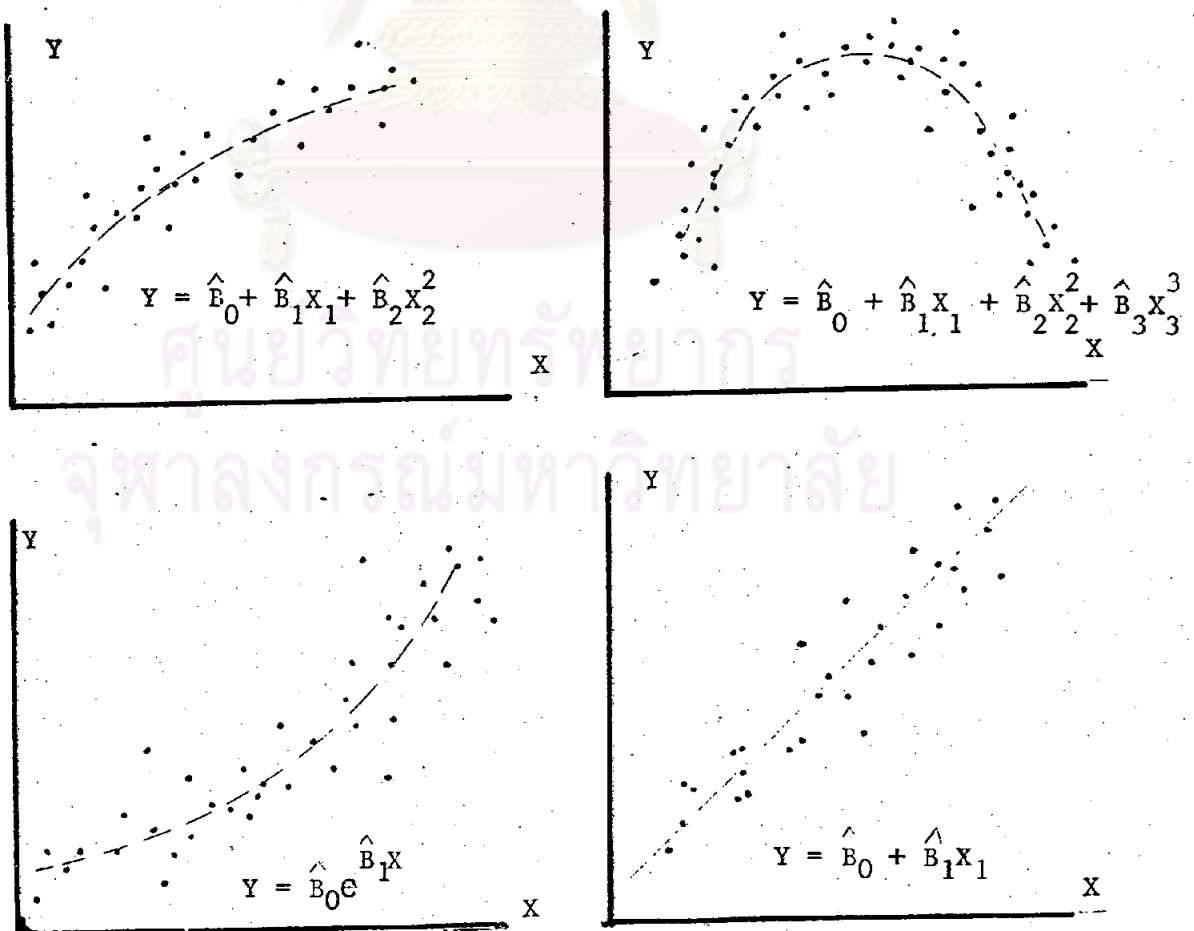 Y
Y = B̂₀ + B̂₁X₁ + B̂₂X₂²
X
Y
Y = B̂₀ + B̂₁X₁ + B̂₂X₂² + B̂₃X₃³
X
ศูนย์วิทยทรัพยากร
จุฬาลงกรณ์มหาวิทยาลัย
Y
Y = B̂₀e^B̂₁X
X
Y
Y = B̂₀ + B̂₁X₁
X